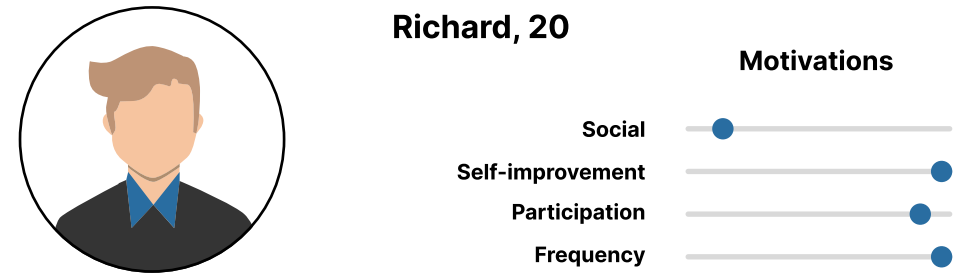 Richard, 20
Motivations
Social
Self-improvement
Participation
Frequency